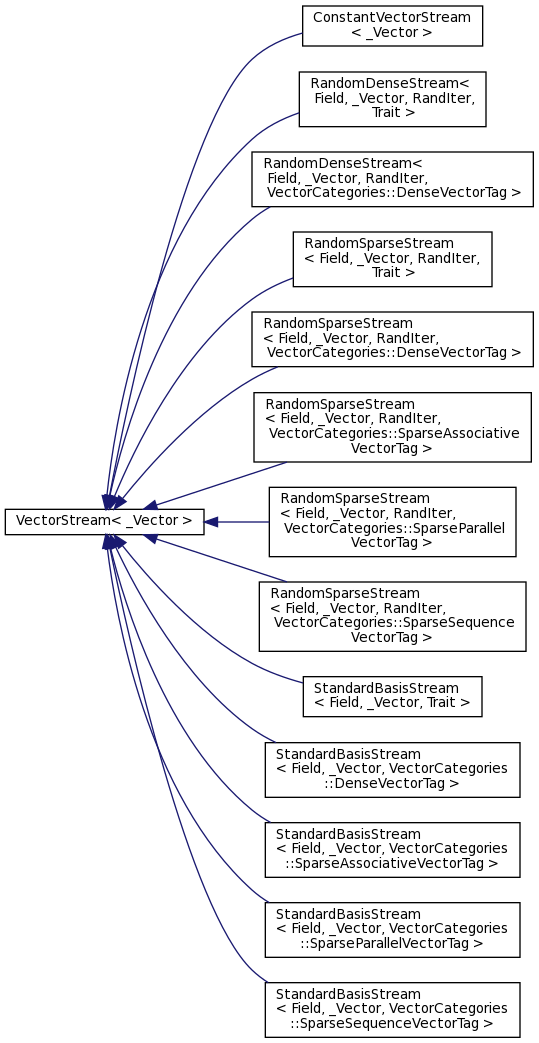 ConstantVectorStream
< _Vector >
RandomDenseStream<
Field, _Vector, RandIter,
Trait >
RandomDenseStream<
Field, _Vector, RandIter,
VectorCategories::DenseVectorTag >
RandomSparseStream
< Field, _Vector, RandIter,
Trait >
RandomSparseStream
< Field, _Vector, RandIter,
VectorCategories::DenseVectorTag >
RandomSparseStream
< Field, _Vector, RandIter,
VectorCategories::SparseAssociative
VectorTag >
VectorStream< _Vector >
RandomSparseStream
< Field, _Vector, RandIter,
VectorCategories::SparseParallel
VectorTag >
RandomSparseStream
< Field, _Vector, RandIter,
VectorCategories::SparseSequence
VectorTag >
StandardBasisStream
< Field, _Vector, Trait >
StandardBasisStream
< Field, _Vector, VectorCategories
::DenseVectorTag >
StandardBasisStream
< Field, _Vector, VectorCategories
::SparseAssociativeVectorTag >
StandardBasisStream
< Field, _Vector, VectorCategories
::SparseParallelVectorTag >
StandardBasisStream
< Field, _Vector, VectorCategories
::SparseSequenceVectorTag >